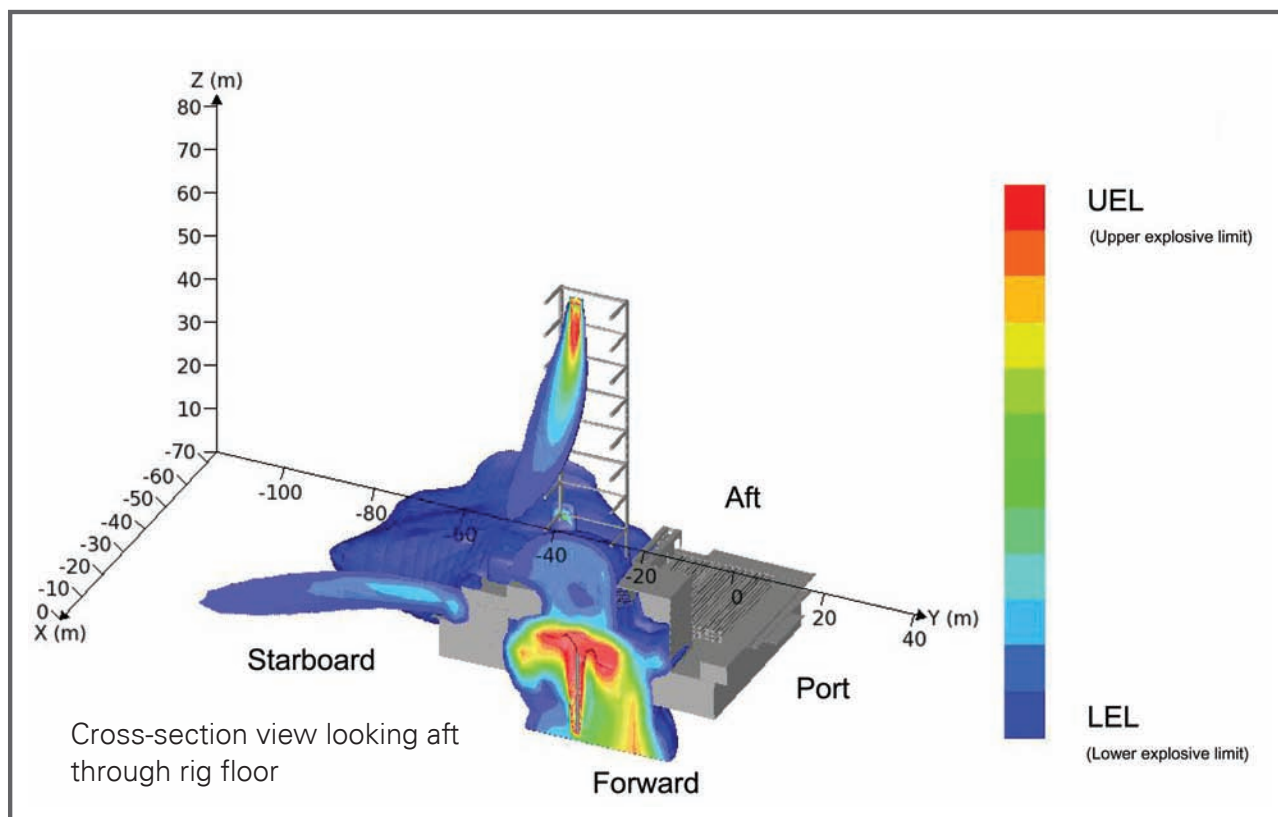 Z (m)
80
70
60
50
40
30
20
10
-70
-60
-50
-40
-30
-20
-10
0
X (m)
-100
-80
-60
-40
-20
0
20
40
Y (m)
Aft
Starboard
Port
Forward
Cross-section view looking aft
through rig floor
UEL
(Upper explosive limit)
LEL
(Lower explosive limit)